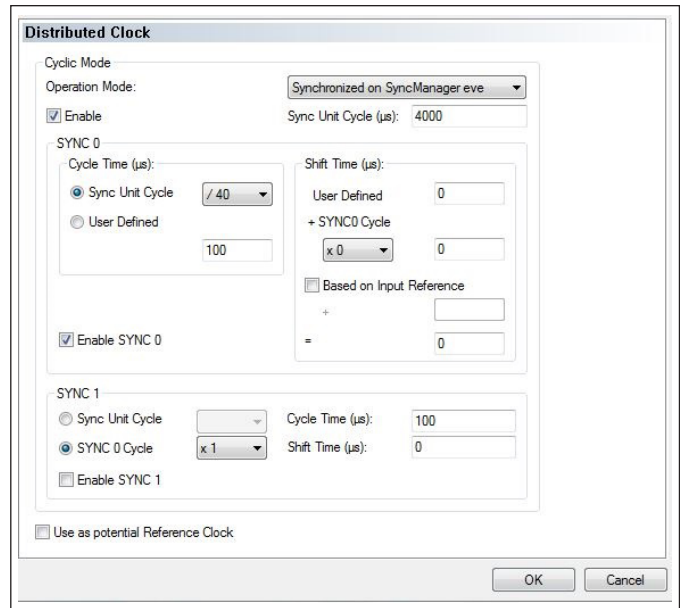 Distributed Clock
Cyclic Mode
Operation Mode: Synchronized on SyncManager eve
Enable Sync Unit Cycle (µs): 4000
SYNC 0
Cycle Time (µs): Shift Time (µs):
Sync Unit Cycle / 40 User Defined 0
User Defined + SYNC0 Cycle
100 x 0 0
Based on Input Reference
+
Enable SYNC 0 = 0
SYNC 1
Sync Unit Cycle Cycle Time (µs): 100
SYNC 0 Cycle x 1 Shift Time (µs): 0
Enable SYNC 1
Use as potential Reference Clock
OK Cancel